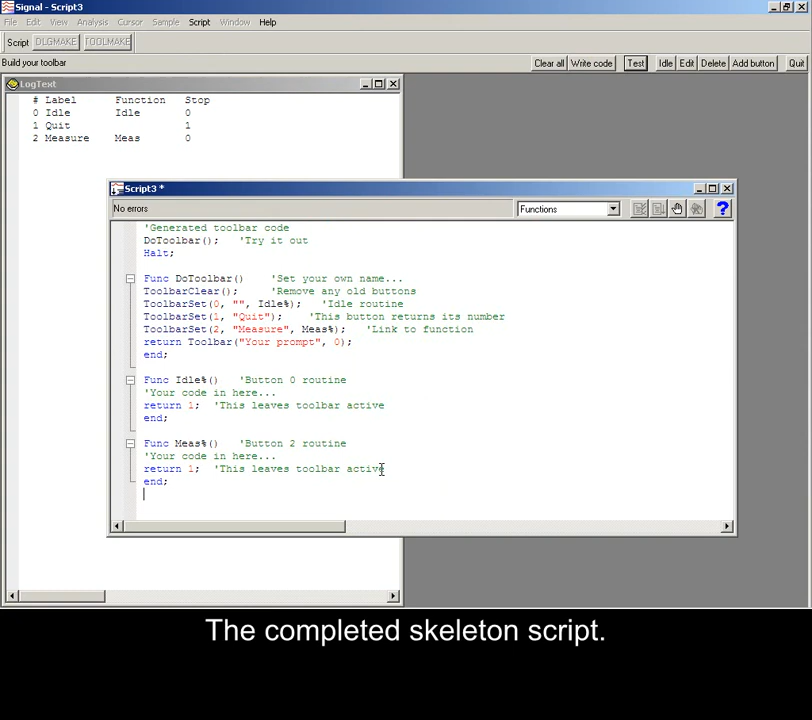 Signal - Script3
File Edit View Analysis Cursor Sample Script Window Help
Script DLGMAKE TOOLMAKE
Build your toolbar Clear all Write code Test Idle Edit Delete Add button Quit
LogText
# Label Function Stop
0 Idle Idle 0
1 Quit 1
2 Measure Meas 0
Script3 *
No errors Functions ?
'Generated toolbar code
DoToolbar(); 'Try it out
Halt;
Func DoToolbar() 'Set your own name...
ToolbarClear(); 'Remove any old buttons
ToolbarSet(0, "", Idle%); 'Idle routine
ToolbarSet(1, "Quit"); 'This button returns its number
ToolbarSet(2, "Measure", Meas%); 'Link to function
return Toolbar("Your prompt", 0);
end;
Func Idle%() 'Button 0 routine
'Your code in here...
return 1; 'This leaves toolbar active
end;
Func Meas%() 'Button 2 routine
'Your code in here...
return 1; 'This leaves toolbar active
end;
The completed skeleton script.